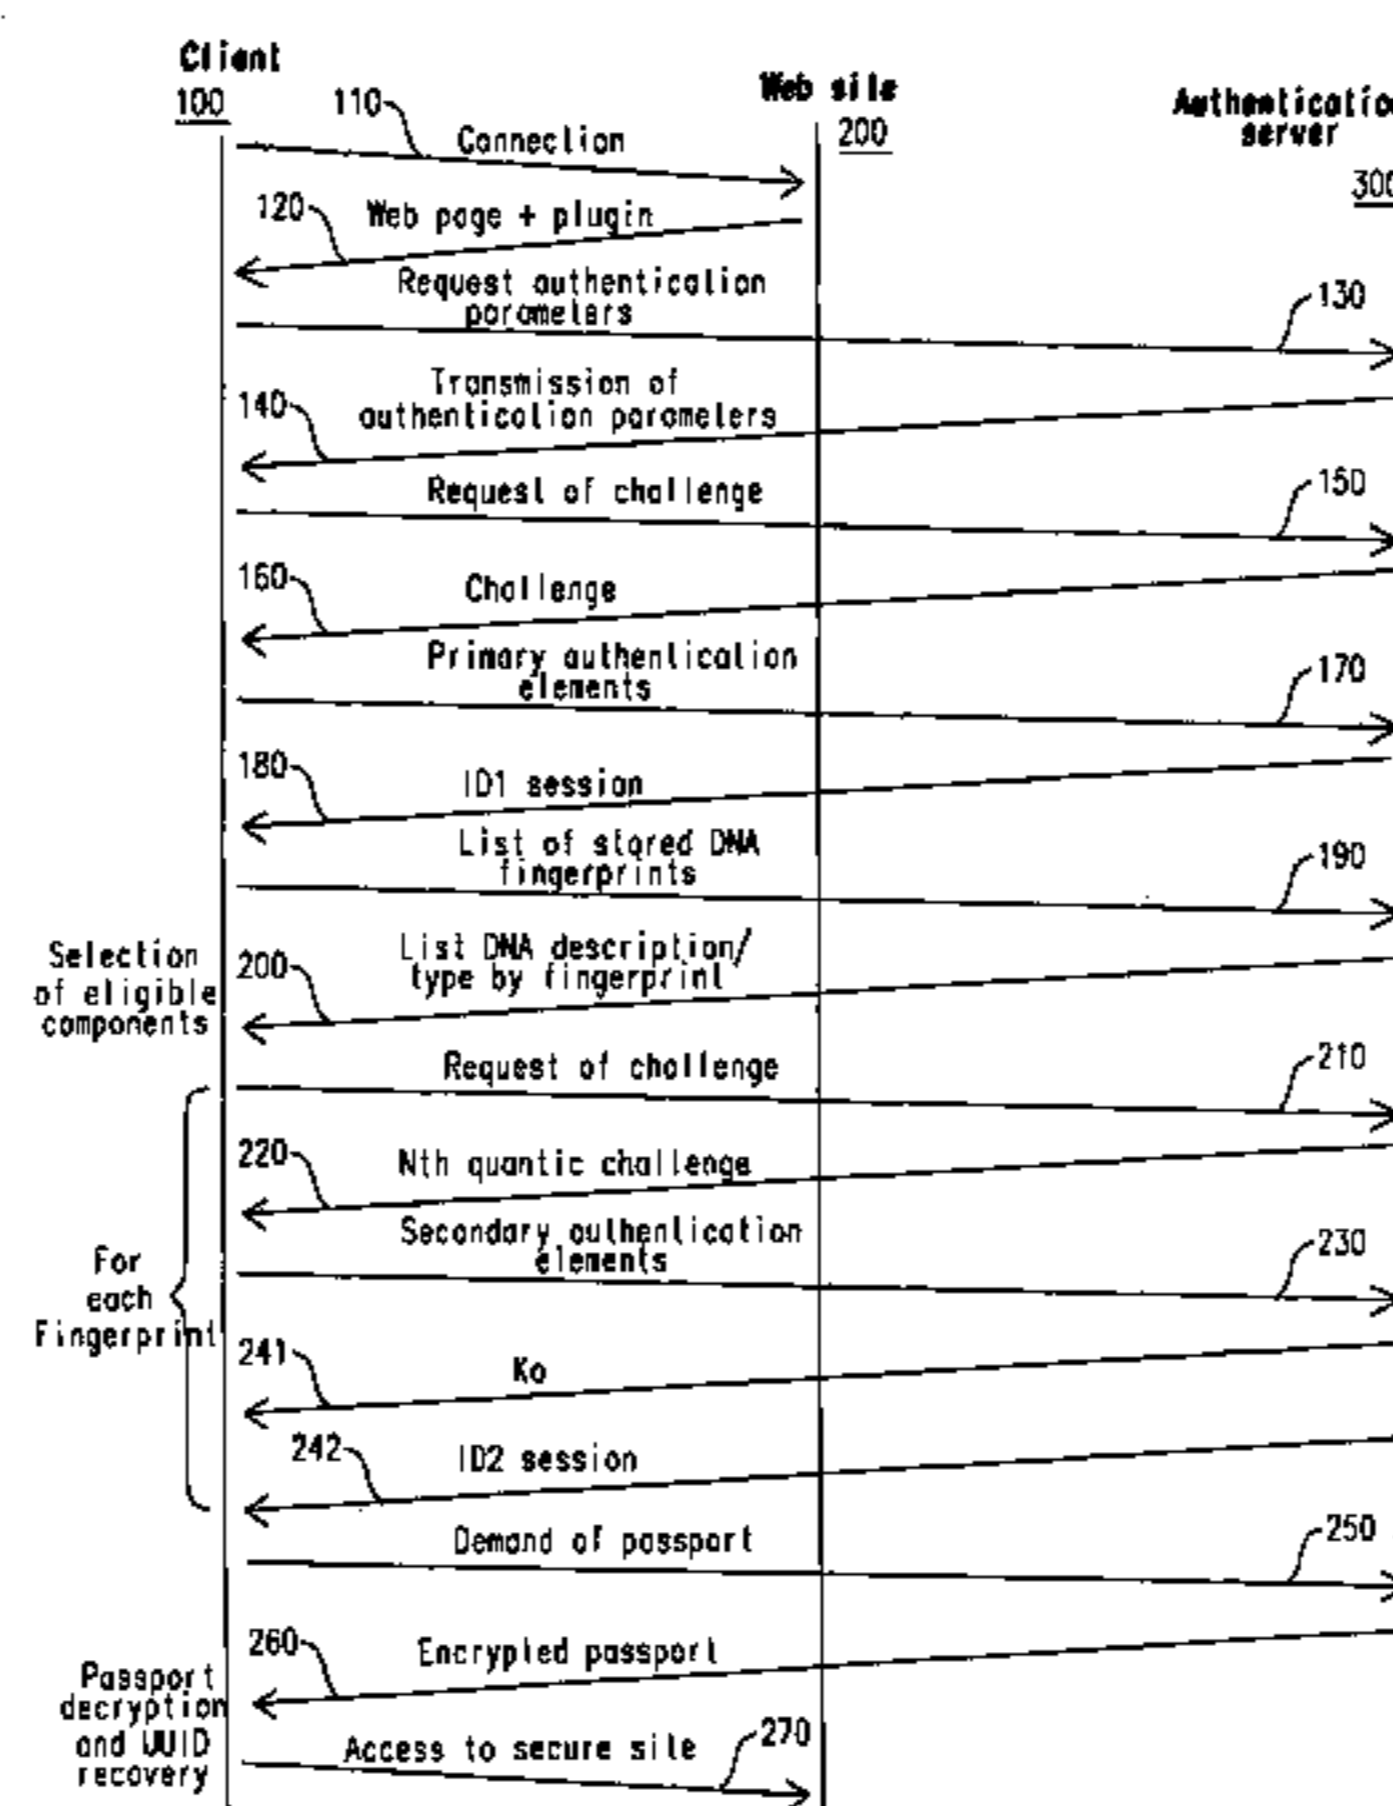 Client
100
Web site
200
Authenticatio
server
300
110
Connection
120
Web page + plugin
Request authentication
parameters
130
Transmission of
authentication parameters
140
Request of challenge
150
160
Challenge
Primary authentication
elements
170
180
ID1 session
List of stored DNA
fingerprints
190
Selection
of eligible
components
200
List DNA description/
type by fingerprint
Request of challenge
210
220
Nth quantic challenge
Secondary authentication
elements
230
For
each
Fingerprint
241
Ko
242
ID2 session
Demand of passport
250
260
Encrypted passport
Passport
decryption
and UUID
recovery
Access to secure site
270